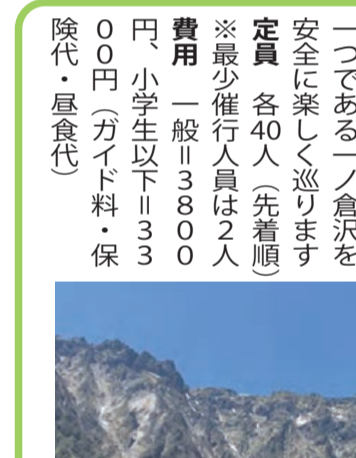 一つである一ノ倉沢を
安全に楽しく巡ります
定員　各40人（先着順）
※最少催行人員は2人
費用　一般＝3800
円、小学生以下＝33
00円（ガイド料・保
険代・昼食代）